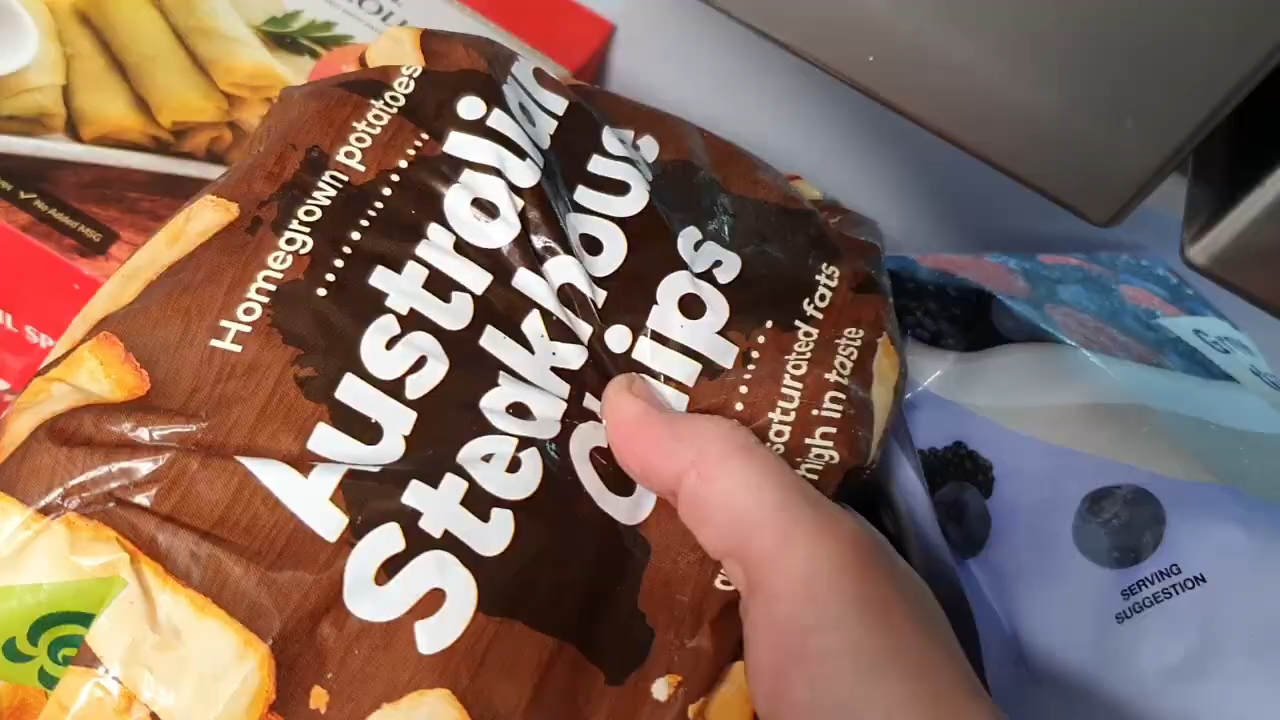 Homegrown potatoes
Australian
Steakhouse
Chips
saturated fats
high in taste
No Added MSG
SERVING
SUGGESTION